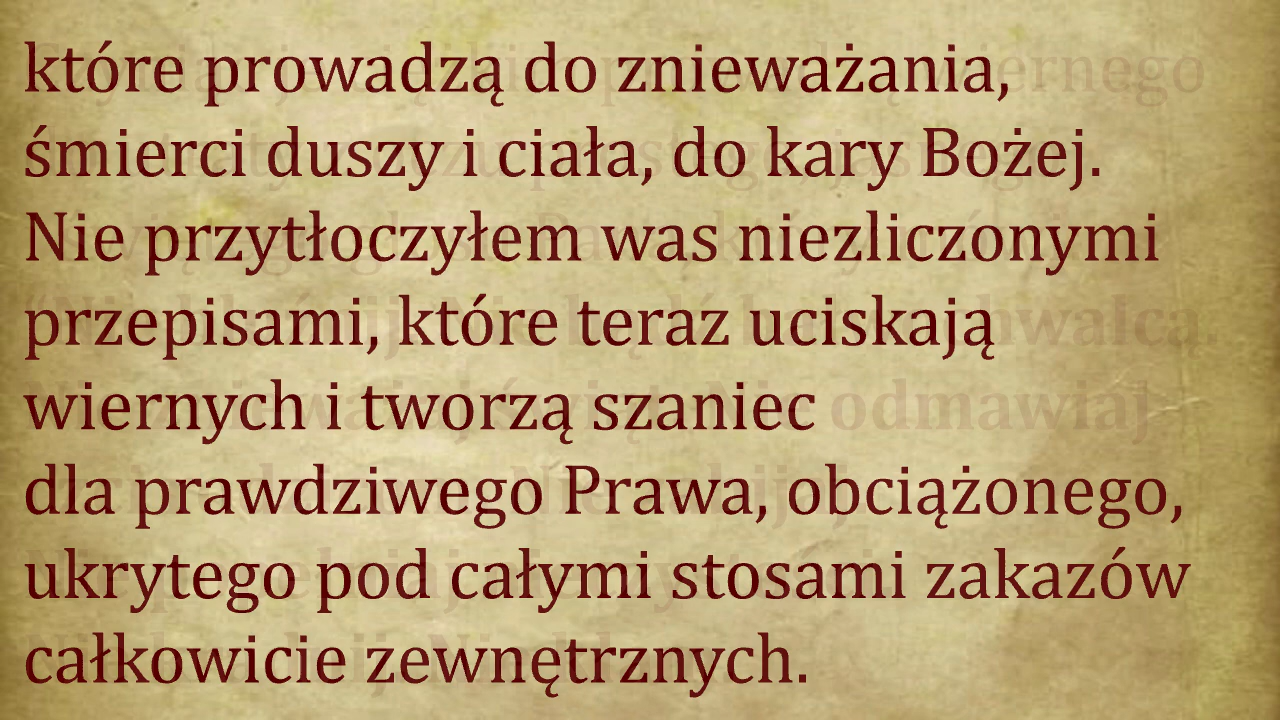 które prowadzą do znieważania,
śmierci duszy i ciała, do kary Bożej.
Nie przytłoczyłem was niezliczonymi
przepisami, które teraz uciskają
wiernych i tworzą szaniec
odmawiaj
dla prawdziwego Prawa, obciążonego,
ukrytego pod całymi stosami zakazów
całkowicie zewnętrznych.